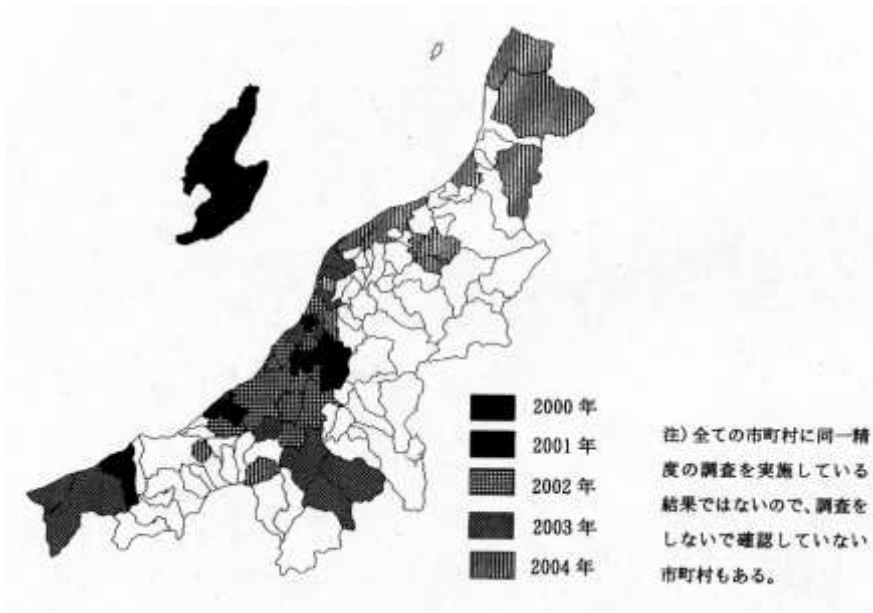 2000 年
2001 年
2002 年
2003 年
2004 年
注）全ての市町村に同一精
度の調査を実施している
結果ではないので、調査を
しないで確認していない
市町村もある。